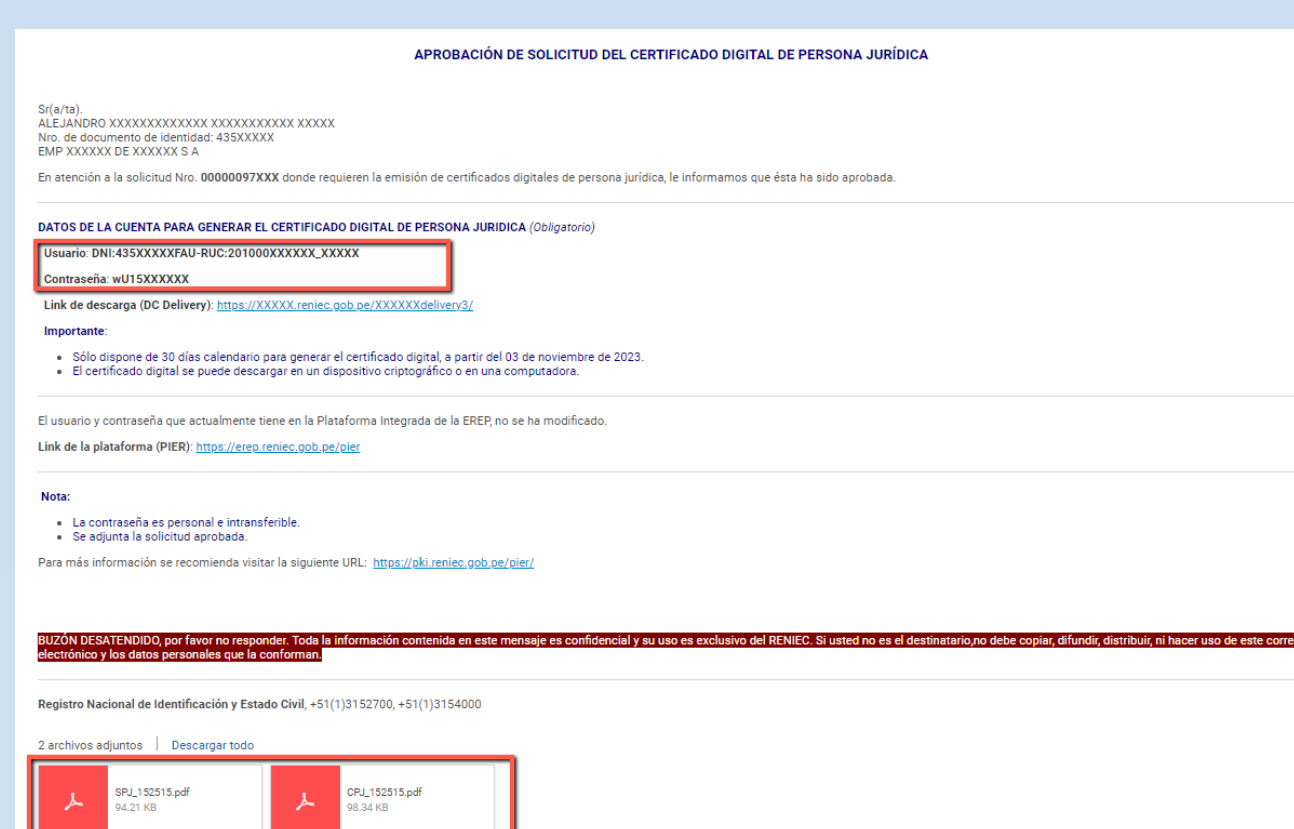 APROBACIÓN DE SOLICITUD DEL CERTIFICADO DIGITAL DE PERSONA JURÍDICA
Sr(a/ta).
ALEJANDRO XXXXXXXXXXXXX XXXXXXXXXXX XXXXX
Nro. de documento de identidad: 435XXXXX
EMP XXXXXX DE XXXXXX S A
En atención a la solicitud Nro. 00000097XXX donde requieren la emisión de certificados digitales de persona jurídica, le informamos que ésta ha sido aprobada.
DATOS DE LA CUENTA PARA GENERAR EL CERTIFICADO DIGITAL DE PERSONA JURIDICA (Obligatorio)
Usuario: DNI:435XXXXXFAU-RUC:201000XXXXXX_XXXXX
Contraseña: wU15XXXXXX
Link de descarga (DC Delivery): https://XXXXX.reniec.gob.pe/XXXXXXdelivery3/
Importante:
• Sólo dispone de 30 días calendario para generar el certificado digital, a partir del 03 de noviembre de 2023.
• El certificado digital se puede descargar en un dispositivo criptográfico o en una computadora.
El usuario y contraseña que actualmente tiene en la Plataforma Integrada de la EREP, no se ha modificado.
Link de la plataforma (PIER): https://erep.reniec.gob.pe/pier
Nota:
• La contraseña es personal e intransferible.
• Se adjunta la solicitud aprobada.
Para más información se recomienda visitar la siguiente URL: https://pki.reniec.gob.pe/pier/
BUZÓN DESATENDIDO, por favor no responder. Toda la información contenida en este mensaje es confidencial y su uso es exclusivo del RENIEC. Si usted no es el destinatario,no debe copiar, difundir, distribuir, ni hacer uso de este corre
electrónico y los datos personales que la conforman.
Registro Nacional de Identificación y Estado Civil, +51(1)3152700, +51(1)3154000
2 archivos adjuntos | Descargar todo
SPJ_152515.pdf
94.21 KB
CPJ_152515.pdf
98.34 KB